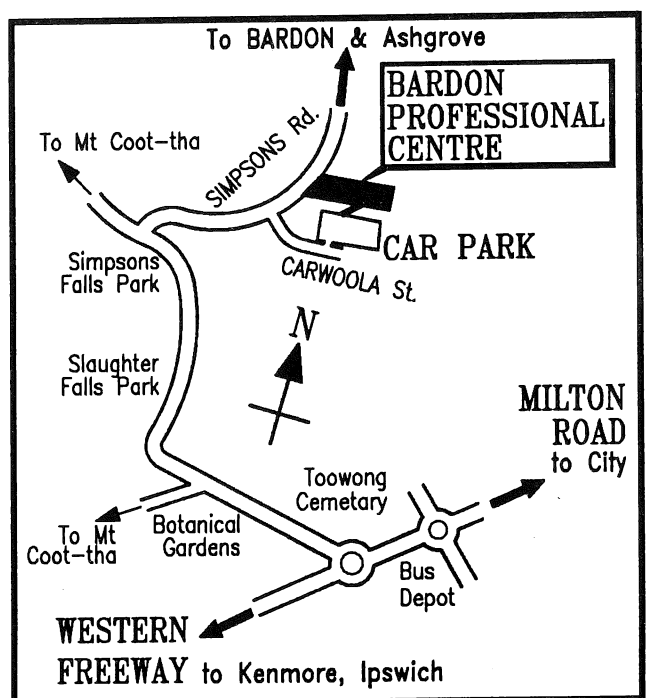 To BARDON & Ashgrove
BARDON
PROFESSIONAL
CENTRE
To Mt Coot-tha
SIMPSONS Rd.
CAR PARK
CARWOOLA St.
Simpsons
Falls Park
N
Slaughter
Falls Park
MILTON
ROAD
to City
Toowong
Cemetary
Botanical
Gardens
To Mt
Coot-tha
Bus
Depot
WESTERN
FREEWAY to Kenmore, Ipswich